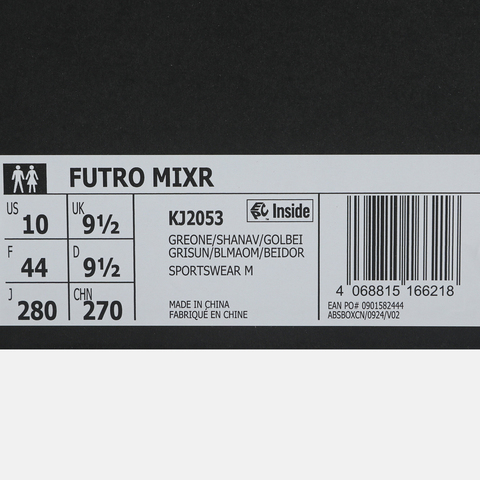 FUTRO MIXR
US 10 UK 9½
F 44 D 9½
J 280 CHN 270
KJ2053 Inside
GREONE/SHANAV/GOLBEI
GRISUN/BLMAOM/BEIDOR
SPORTSWEAR M
MADE IN CHINA
FABRIQUÉ EN CHINE
4 068815 166218
EAN PO# 0901582444
ABSBOXCN/0924/V02